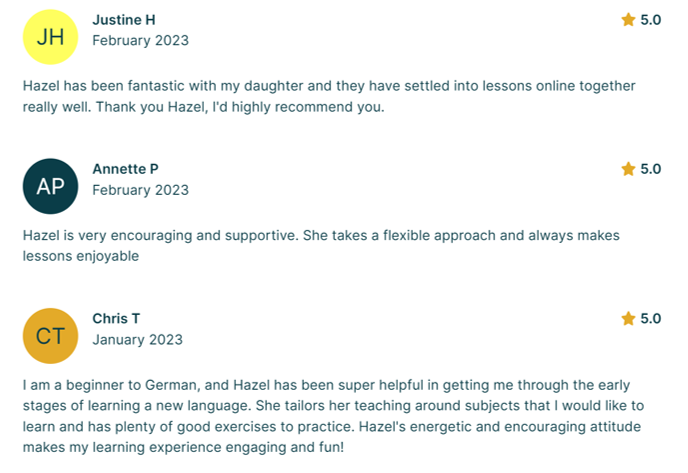 JH
Justine H
5.0
February 2023
Hazel has been fantastic with my daughter and they have settled into lessons online together
really well. Thank you Hazel, I'd highly recommend you.
AP
Annette P
5.0
February 2023
Hazel is very encouraging and supportive. She takes a flexible approach and always makes
lessons enjoyable
CT
Chris T
5.0
January 2023
I am a beginner to German, and Hazel has been super helpful in getting me through the early
stages of learning a new language. She tailors her teaching around subjects that I would like to
learn and has plenty of good exercises to practice. Hazel's energetic and encouraging attitude
makes my learning experience engaging and fun!